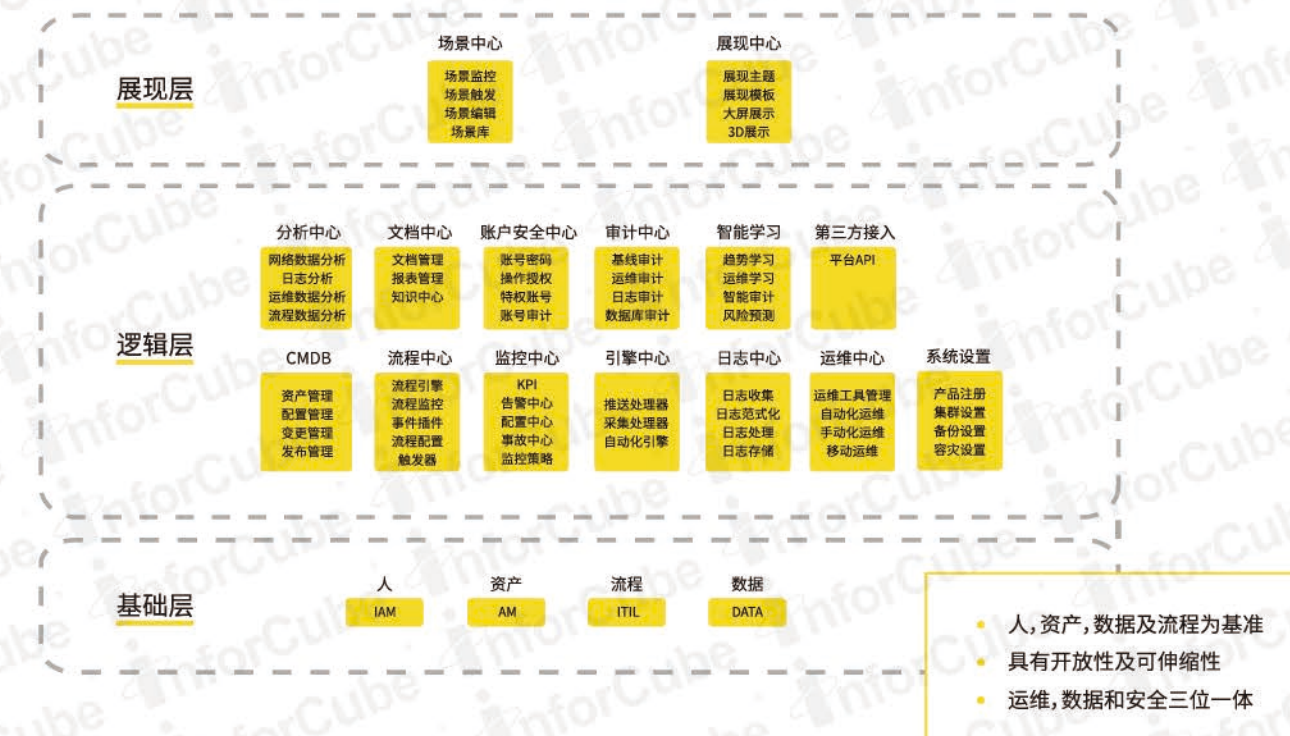 场景中心
展现中心
展现层
场景监控
场景触发
场景编辑
场景库
展现主题
展现模板
大屏展示
3D展示
逻辑层
分析中心
网络数据分析
日志分析
运维数据分析
流程数据分析
文档中心
文档管理
报表管理
知识中心
账户安全中心
账号密码
操作授权
特权账号
账号审计
审计中心
基线审计
运维审计
日志审计
数据库审计
智能学习
趋势学习
运维学习
智能审计
风险预测
第三方接入
平台API
CMDB
资产管理
配置管理
变更管理
发布管理
流程中心
流程引擎
流程监控
事件插件
流程配置
触发器
监控中心
KPI
告警中心
配置中心
事故中心
监控策略
引擎中心
推送处理器
采集处理器
自动化引擎
日志中心
日志收集
日志范式化
日志处理
日志存储
运维中心
运维工具管理
自动化运维
手动化运维
移动运维
系统设置
产品注册
集群设置
备份设置
容灾设置
基础层
人
IAM
资产
AM
流程
ITIL
数据
DATA
人,资产,数据及流程为基准
具有开放性及可伸缩性
运维,数据和安全三位一体
InforCube